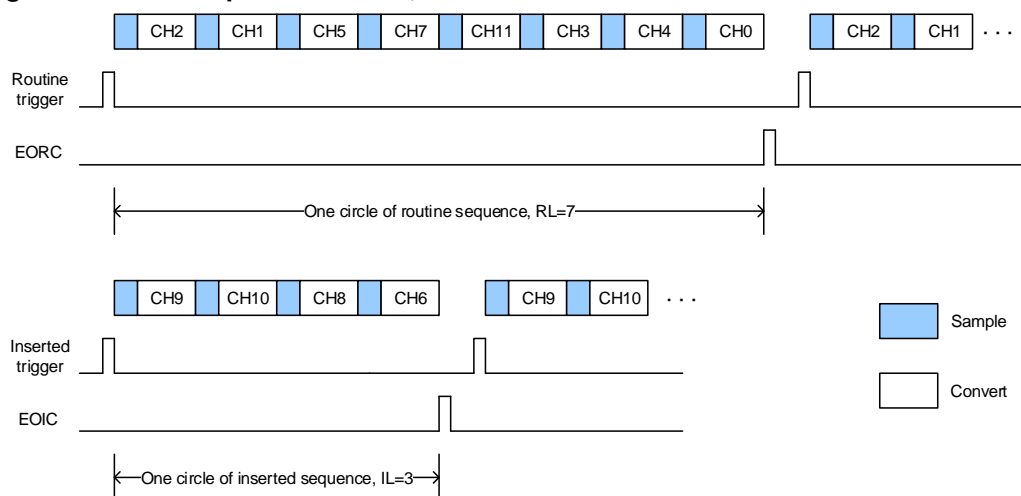 CH2 CH1 CH5 CH7 CH11 CH3 CH4 CH0 CH2 CH1 · · ·
Routine
trigger
EORC
One circle of routine sequence, RL=7
CH9 CH10 CH8 CH6 CH9 CH10 · · ·
Sample
Inserted
trigger
Convert
EOIC
One circle of inserted sequence, IL=3